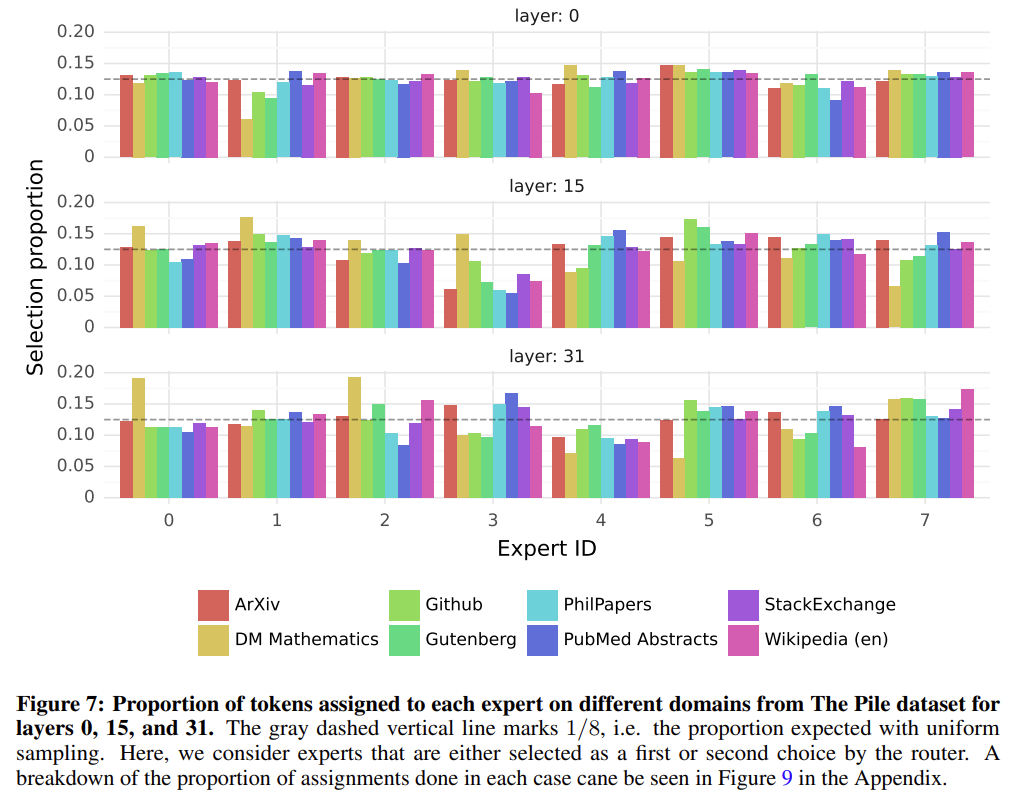 layer: 0
0.20
0.15
0.10
0.05
0
layer: 15
0.20
0.15
0.10
0.05
0
Selection proportion
layer: 31
0.20
0.15
0.10
0.05
0
0 1 2 3 4 5 6 7
Expert ID
ArXiv Github PhilPapers StackExchange
DM Mathematics Gutenberg PubMed Abstracts Wikipedia (en)
Figure 7: Proportion of tokens assigned to each expert on different domains from The Pile dataset for
layers 0, 15, and 31. The gray dashed vertical line marks 1/8, i.e. the proportion expected with uniform
sampling. Here, we consider experts that are either selected as a first or second choice by the router. A
breakdown of the proportion of assignments done in each case cane be seen in Figure 9 in the Appendix.